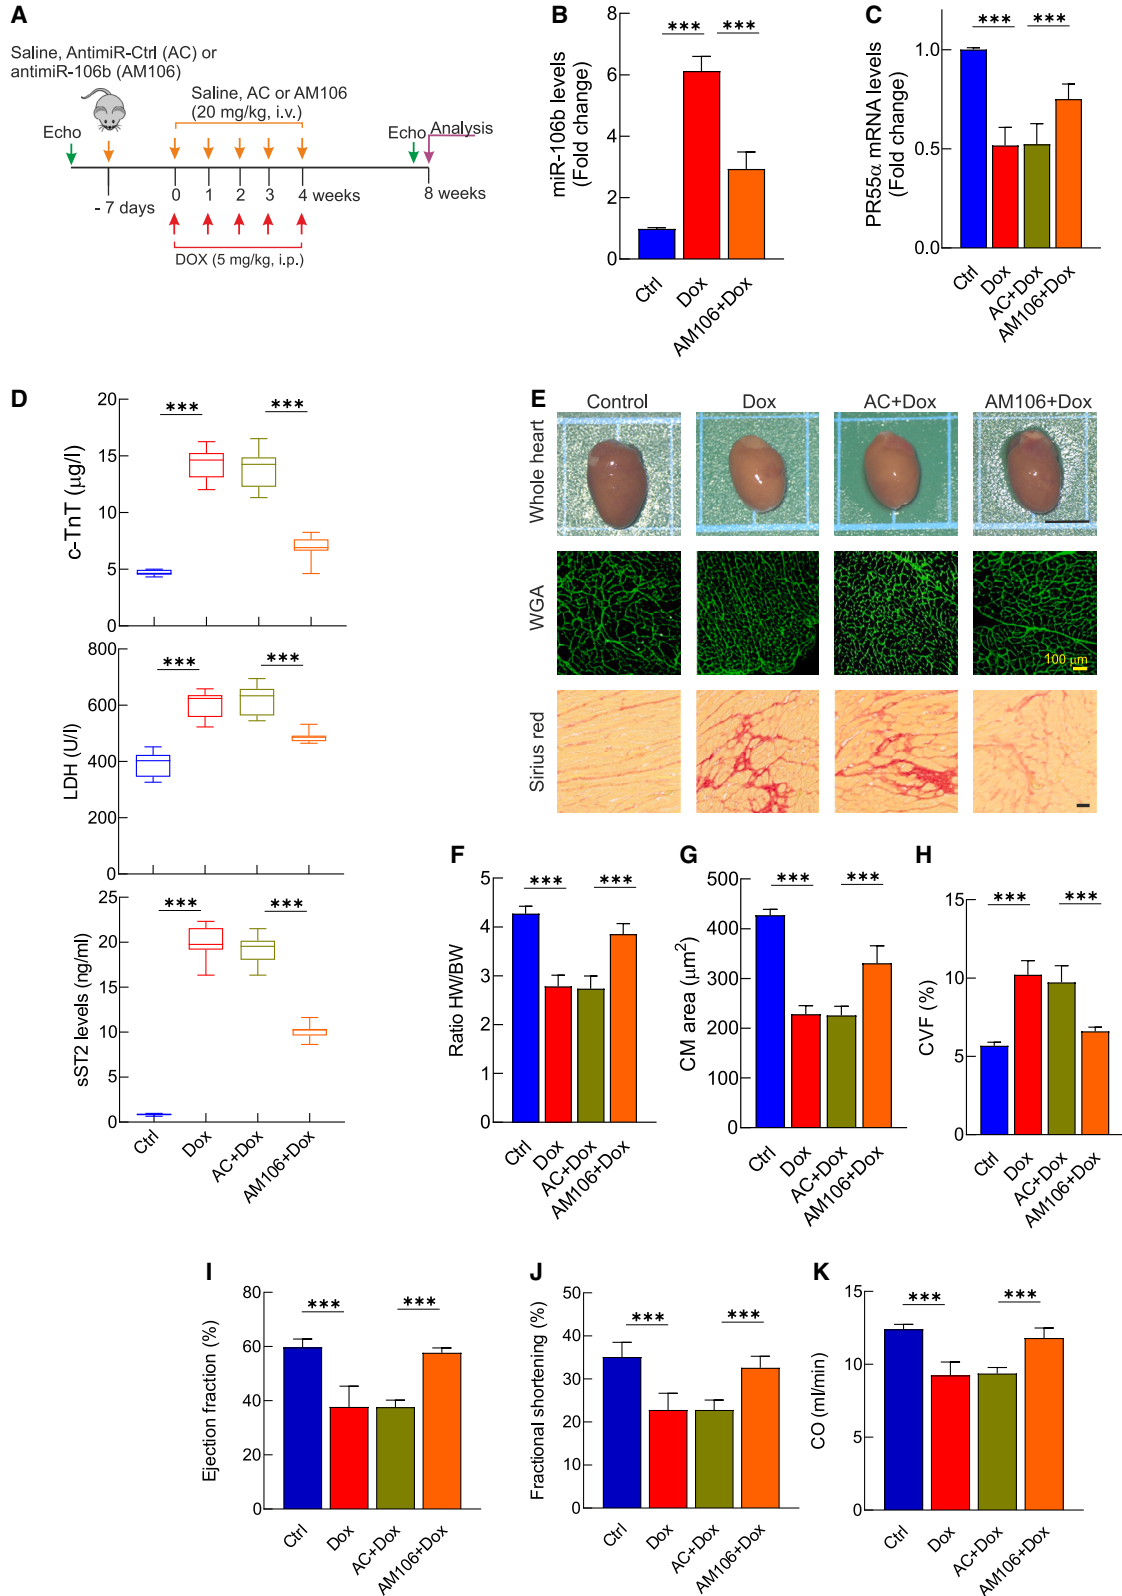 A
Saline, AntimiR-Ctrl (AC) or
antimiR-106b (AM106)
Saline, AC or AM106
(20 mg/kg, i.v.)
Echo
Echo
Analysis
- 7 days
0
1
2
3
4 weeks
8 weeks
DOX (5 mg/kg, i.p.)
B
miR-106b levels
(Fold change)
8
6
4
2
0
***
***
Ctrl
Dox
AM106+Dox
C
PR55α mRNA levels
(Fold change)
1.0
0.5
0.0
***
***
Ctrl
Dox
AC+Dox
AM106+Dox
D
c-TnT (μg/l)
20
15
10
5
0
***
***
LDH (U/l)
800
600
400
200
0
***
***
sST2 levels (ng/ml)
25
20
15
10
5
0
***
***
Ctrl
Dox
AC+Dox
AM106+Dox
E
Control
Dox
AC+Dox
AM106+Dox
Whole heart
WGA
100 μm
Sirius red
F
Ratio HW/BW
5
4
3
2
1
0
***
***
Ctrl
Dox
AC+Dox
AM106+Dox
G
CM area (μm²)
500
400
300
200
100
0
***
***
Ctrl
Dox
AC+Dox
AM106+Dox
H
CVF (%)
15
10
5
0
***
***
Ctrl
Dox
AC+Dox
AM106+Dox
I
Ejection fraction (%)
80
60
40
20
0
***
***
Ctrl
Dox
AC+Dox
AM106+Dox
J
Fractional shortening (%)
50
40
30
20
10
0
***
***
Ctrl
Dox
AC+Dox
AM106+Dox
K
CO (ml/min)
15
10
5
0
***
***
Ctrl
Dox
AC+Dox
AM106+Dox